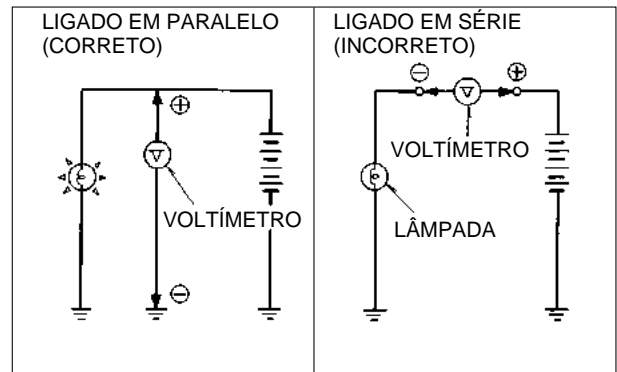 LIGADO EM PARALELO
(CORRETO)
⊕
V
VOLTÍMETRO
⊖
LIGADO EM SÉRIE
(INCORRETO)
⊖
⊕
V
VOLTÍMETRO
LÂMPADA